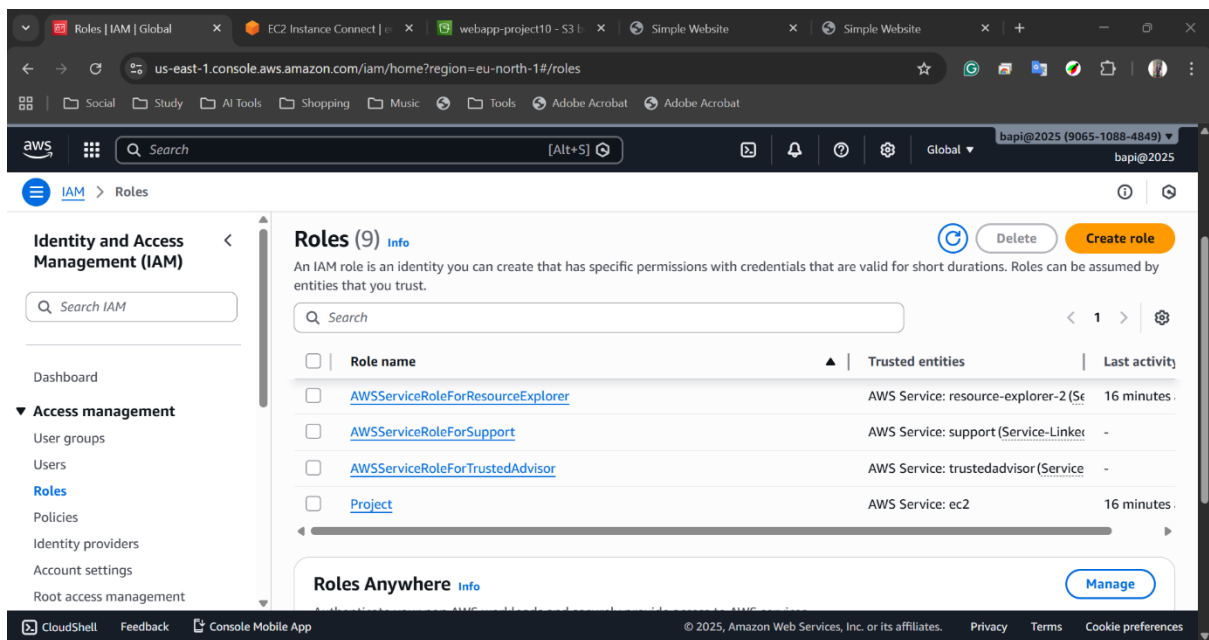 Roles | IAM | Global
EC2 Instance Connect | e
webapp-project10 - S3 b
Simple Website
Simple Website
us-east-1.console.aws.amazon.com/iam/home?region=eu-north-1#/roles
Social Study AI Tools Shopping Music Tools Adobe Acrobat Adobe Acrobat
aws
Search [Alt+S]
Global
bapi@2025 (9065-1088-4849)
bapi@2025
IAM > Roles
Identity and Access
Management (IAM)
Search IAM
Dashboard
Access management
User groups
Users
Roles
Policies
Identity providers
Account settings
Root access management
Roles (9) Info
Delete
Create role
An IAM role is an identity you can create that has specific permissions with credentials that are valid for short durations. Roles can be assumed by
entities that you trust.
Search
1
Role name Trusted entities Last activity
AWSServiceRoleForResourceExplorer AWS Service: resource-explorer-2 (Se 16 minutes
AWSServiceRoleForSupport AWS Service: support (Service-Linked -
AWSServiceRoleForTrustedAdvisor AWS Service: trustedadvisor (Service -
Project AWS Service: ec2 16 minutes
Roles Anywhere Info
Manage
CloudShell Feedback Console Mobile App © 2025, Amazon Web Services, Inc. or its affiliates. Privacy Terms Cookie preferences